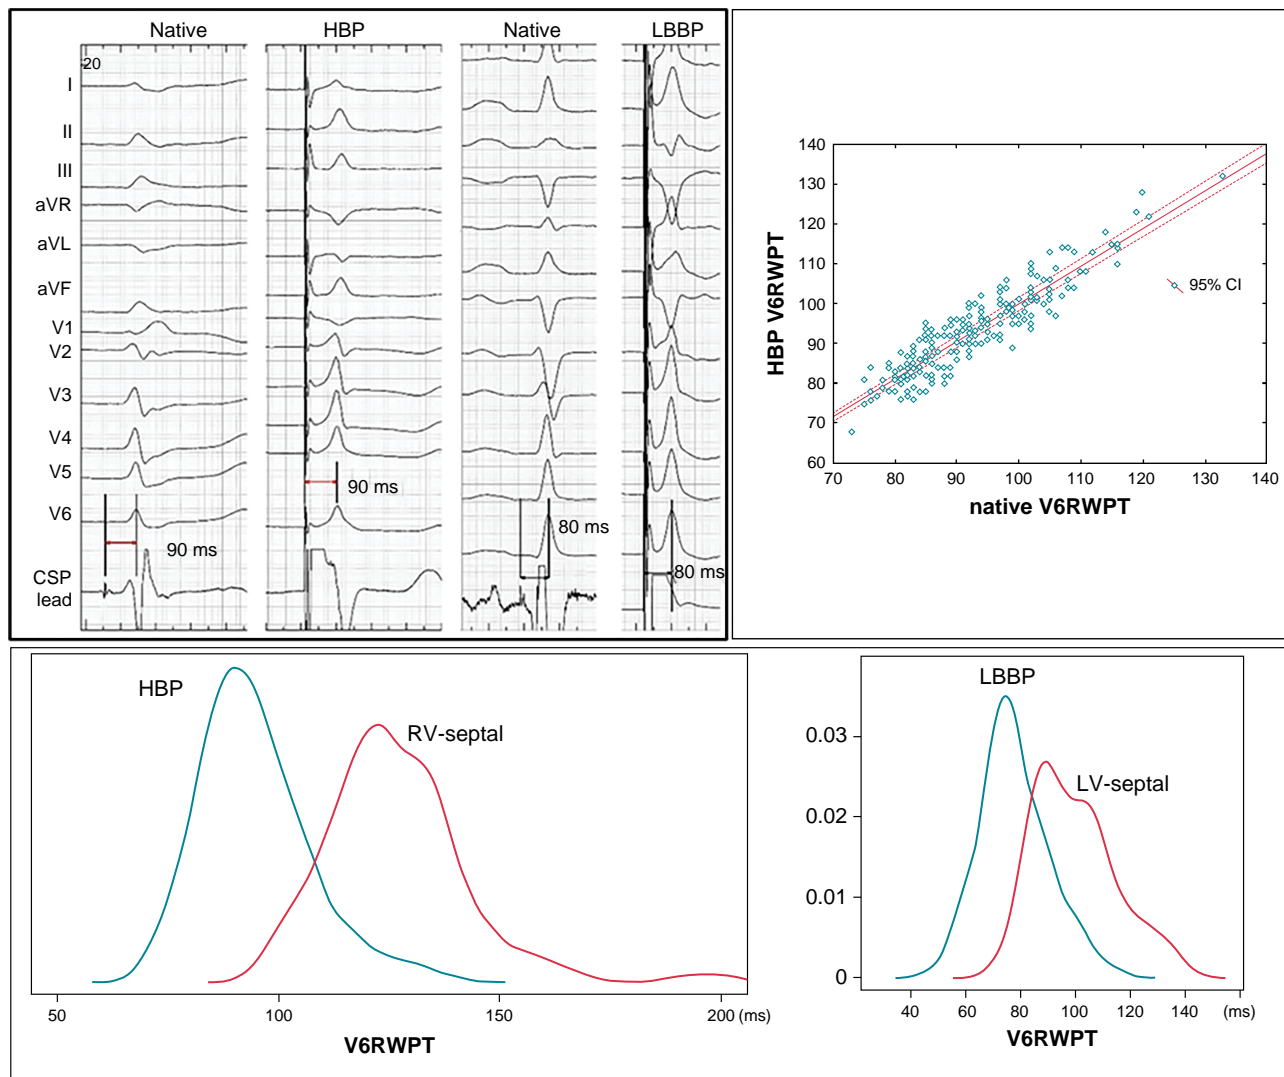 Native HBP Native LBBP
20
I
II
III
aVR
aVL
aVF
V1
V2
V3
V4
V5
V6
CSP
lead
90 ms
90 ms
80 ms
80 ms
HBP V6RWPT
140
130
120
110
100
90
80
70
60
70 80 90 100 110 120 130 140
native V6RWPT
95% CI
HBP
RV-septal
50 100 150 200 (ms)
V6RWPT
LBBP
LV-septal
0.03
0.02
0.01
0
40 60 80 100 120 140 (ms)
V6RWPT